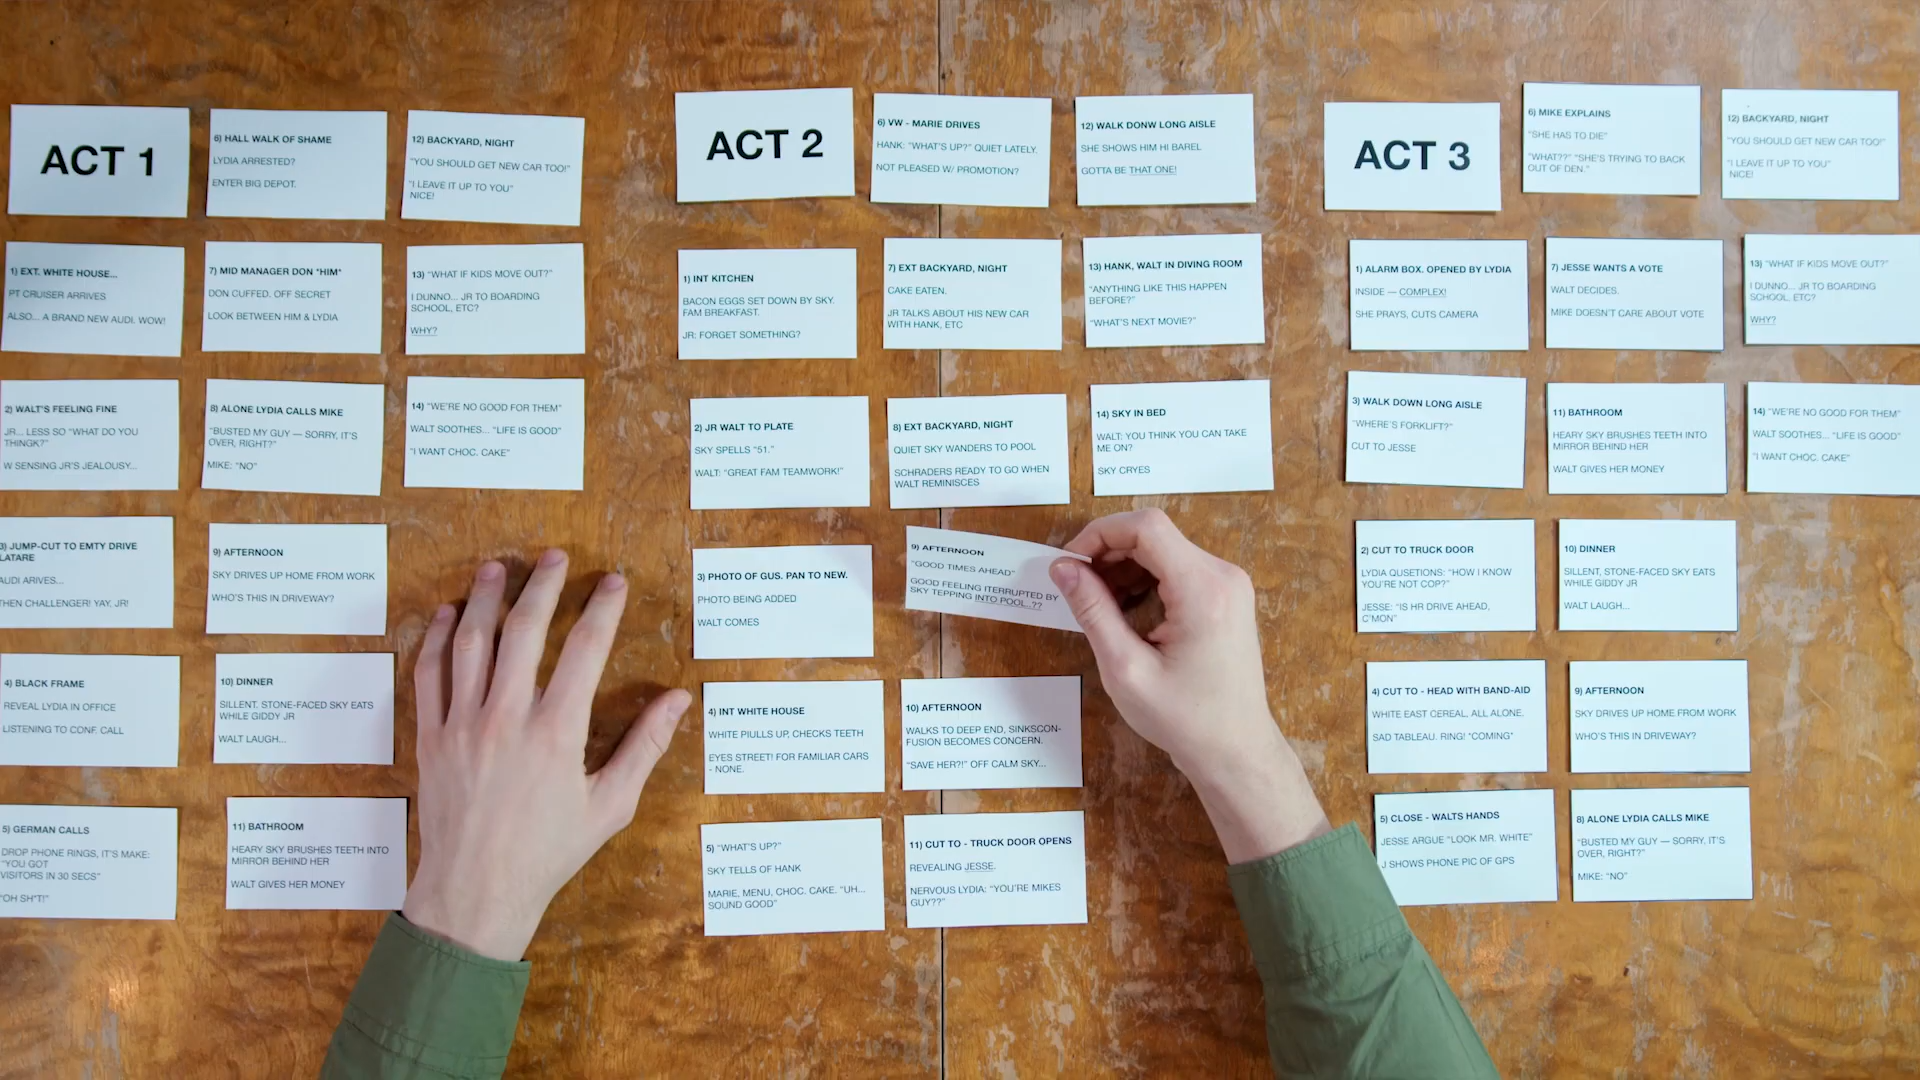 ACT 1
1) EXT. WHITE HOUSE...
PT CRUISER ARRIVES
ALSO... A BRAND NEW AUDI. WOW!
2) WALT'S FEELING FINE
JR... LESS SO "WHAT DO YOU
THINGK?"
W SENSING JR'S JEALOUSY...
3) JUMP-CUT TO EMTY DRIVE
LATARE
AUDI ARIVES...
THEN CHALLENGER! YAY, JR!
4) BLACK FRAME
REVEAL LYDIA IN OFFICE
LISTENING TO CONF. CALL
5) GERMAN CALLS
DROP PHONE RINGS, IT'S MAKE:
"YOU GOT
VISITORS IN 30 SECS"
"OH SH*T!"
6) HALL WALK OF SHAME
LYDIA ARRESTED?
ENTER BIG DEPOT.
7) MID MANAGER DON "HIM"
DON CUFFED. OFF SECRET
LOOK BETWEEN HIM & LYDIA
8) ALONE LYDIA CALLS MIKE
"BUSTED MY GUY — SORRY, IT'S
OVER, RIGHT?"
MIKE: "NO"
9) AFTERNOON
SKY DRIVES UP HOME FROM WORK
WHO'S THIS IN DRIVEWAY?
10) DINNER
SILLENT, STONE-FACED SKY EATS
WHILE GIDDY JR
WALT LAUGH...
11) BATHROOM
HEARY SKY BRUSHES TEETH INTO
MIRROR BEHIND HER
WALT GIVES HER MONEY
12) BACKYARD, NIGHT
"YOU SHOULD GET NEW CAR TOO!"
"I LEAVE IT UP TO YOU"
NICE!
13) "WHAT IF KIDS MOVE OUT?"
I DUNNO... JR TO BOARDING
SCHOOL, ETC?
WHY?
14) "WE'RE NO GOOD FOR THEM"
WALT SOOTHES... "LIFE IS GOOD"
"I WANT CHOC. CAKE"
ACT 2
1) INT KITCHEN
BACON EGGS SET DOWN BY SKY.
FAM BREAKFAST.
JR: FORGET SOMETHING?
2) JR WALT TO PLATE
SKY SPELLS "51."
WALT: "GREAT FAM TEAMWORK!"
3) PHOTO OF GUS. PAN TO NEW.
PHOTO BEING ADDED
WALT COMES
4) INT WHITE HOUSE
WHITE PIULLS UP, CHECKS TEETH
EYES STREET! FOR FAMILIAR CARS
- NONE.
5) "WHAT'S UP?"
SKY TELLS OF HANK
MARIE, MENU, CHOC. CAKE. "UH...
SOUND GOOD"
6) VW - MARIE DRIVES
HANK: "WHAT'S UP?" QUIET LATELY.
NOT PLEASED W/ PROMOTION?
7) EXT BACKYARD, NIGHT
CAKE EATEN.
JR TALKS ABOUT HIS NEW CAR
WITH HANK, ETC
8) EXT BACKYARD, NIGHT
QUIET SKY WANDERS TO POOL
SCHRADERS READY TO GO WHEN
WALT REMINISCES
9) AFTERNOON
"GOOD TIMES AHEAD"
GOOD FEELING ITERRUPTED BY
SKY TEPPING INTO POOL..??
10) AFTERNOON
WALKS TO DEEP END, SINKSCON-
FUSION BECOMES CONCERN.
"SAVE HER?!" OFF CALM SKY...
11) CUT TO - TRUCK DOOR OPENS
REVEALING JESSE.
NERVOUS LYDIA: "YOU'RE MIKES
GUY??"
12) WALK DONW LONG AISLE
SHE SHOWS HIM HI BAREL
GOTTA BE THAT ONE!
13) HANK, WALT IN DIVING ROOM
"ANYTHING LIKE THIS HAPPEN
BEFORE?"
"WHAT'S NEXT MOVIE?"
14) SKY IN BED
WALT: YOU THINK YOU CAN TAKE
ME ON?
SKY CRYES
ACT 3
1) ALARM BOX. OPENED BY LYDIA
INSIDE — COMPLEX!
SHE PRAYS, CUTS CAMERA
3) WALK DOWN LONG AISLE
"WHERE'S FORKLIFT?"
CUT TO JESSE
2) CUT TO TRUCK DOOR
LYDIA QUSETIONS: "HOW I KNOW
YOU'RE NOT COP?"
JESSE: "IS HR DRIVE AHEAD,
C'MON"
4) CUT TO - HEAD WITH BAND-AID
WHITE EAST CEREAL, ALL ALONE.
SAD TABLEAU. RING! "COMING"
5) CLOSE - WALTS HANDS
JESSE ARGUE "LOOK MR. WHITE"
J SHOWS PHONE PIC OF GPS
6) MIKE EXPLAINS
"SHE HAS TO DIE"
"WHAT??" "SHE'S TRYING TO BACK
OUT OF DEN."
7) JESSE WANTS A VOTE
WALT DECIDES.
MIKE DOESN'T CARE ABOUT VOTE
11) BATHROOM
HEARY SKY BRUSHES TEETH INTO
MIRROR BEHIND HER
WALT GIVES HER MONEY
10) DINNER
SILLENT, STONE-FACED SKY EATS
WHILE GIDDY JR
WALT LAUGH...
9) AFTERNOON
SKY DRIVES UP HOME FROM WORK
WHO'S THIS IN DRIVEWAY?
8) ALONE LYDIA CALLS MIKE
"BUSTED MY GUY — SORRY, IT'S
OVER, RIGHT?"
MIKE: "NO"
12) BACKYARD, NIGHT
"YOU SHOULD GET NEW CAR TOO!"
"I LEAVE IT UP TO YOU"
NICE!
13) "WHAT IF KIDS MOVE OUT?"
I DUNNO... JR TO BOARDING
SCHOOL, ETC?
WHY?
14) "WE'RE NO GOOD FOR THEM"
WALT SOOTHES... "LIFE IS GOOD"
"I WANT CHOC. CAKE"